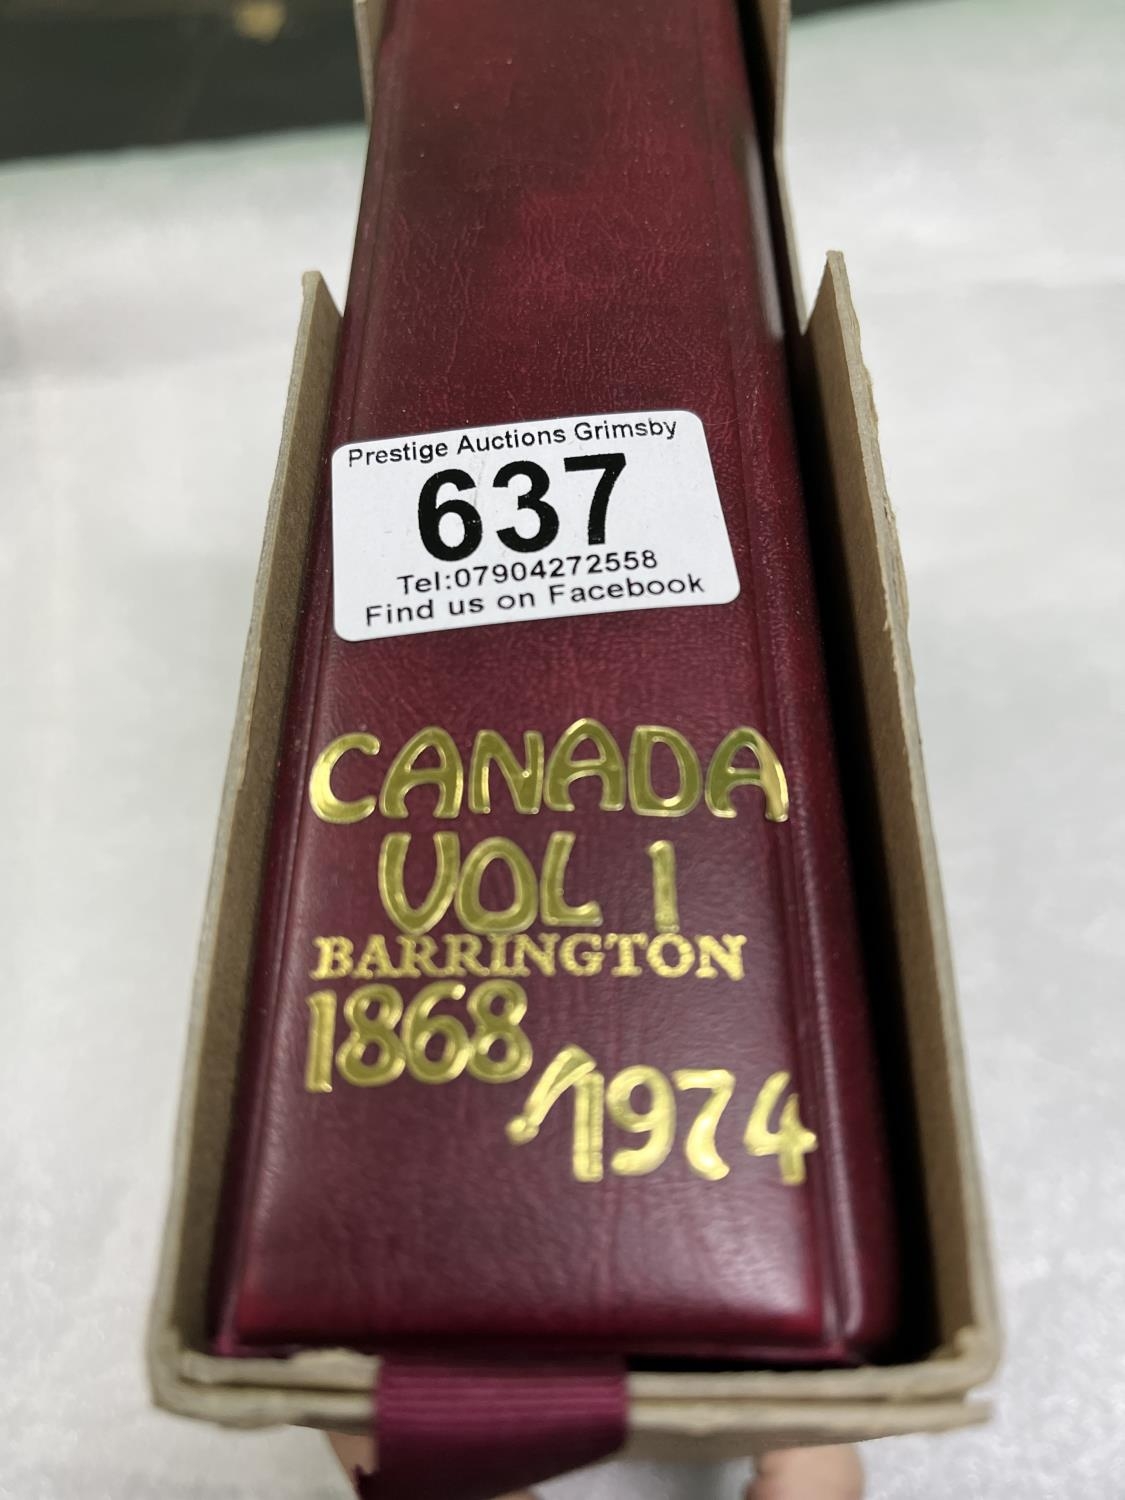 Prestige Auctions Grimsby
637
Tel:07904272558
Find us on Facebook
CANADA
VOL 1
BARRINGTON
1868
/1974